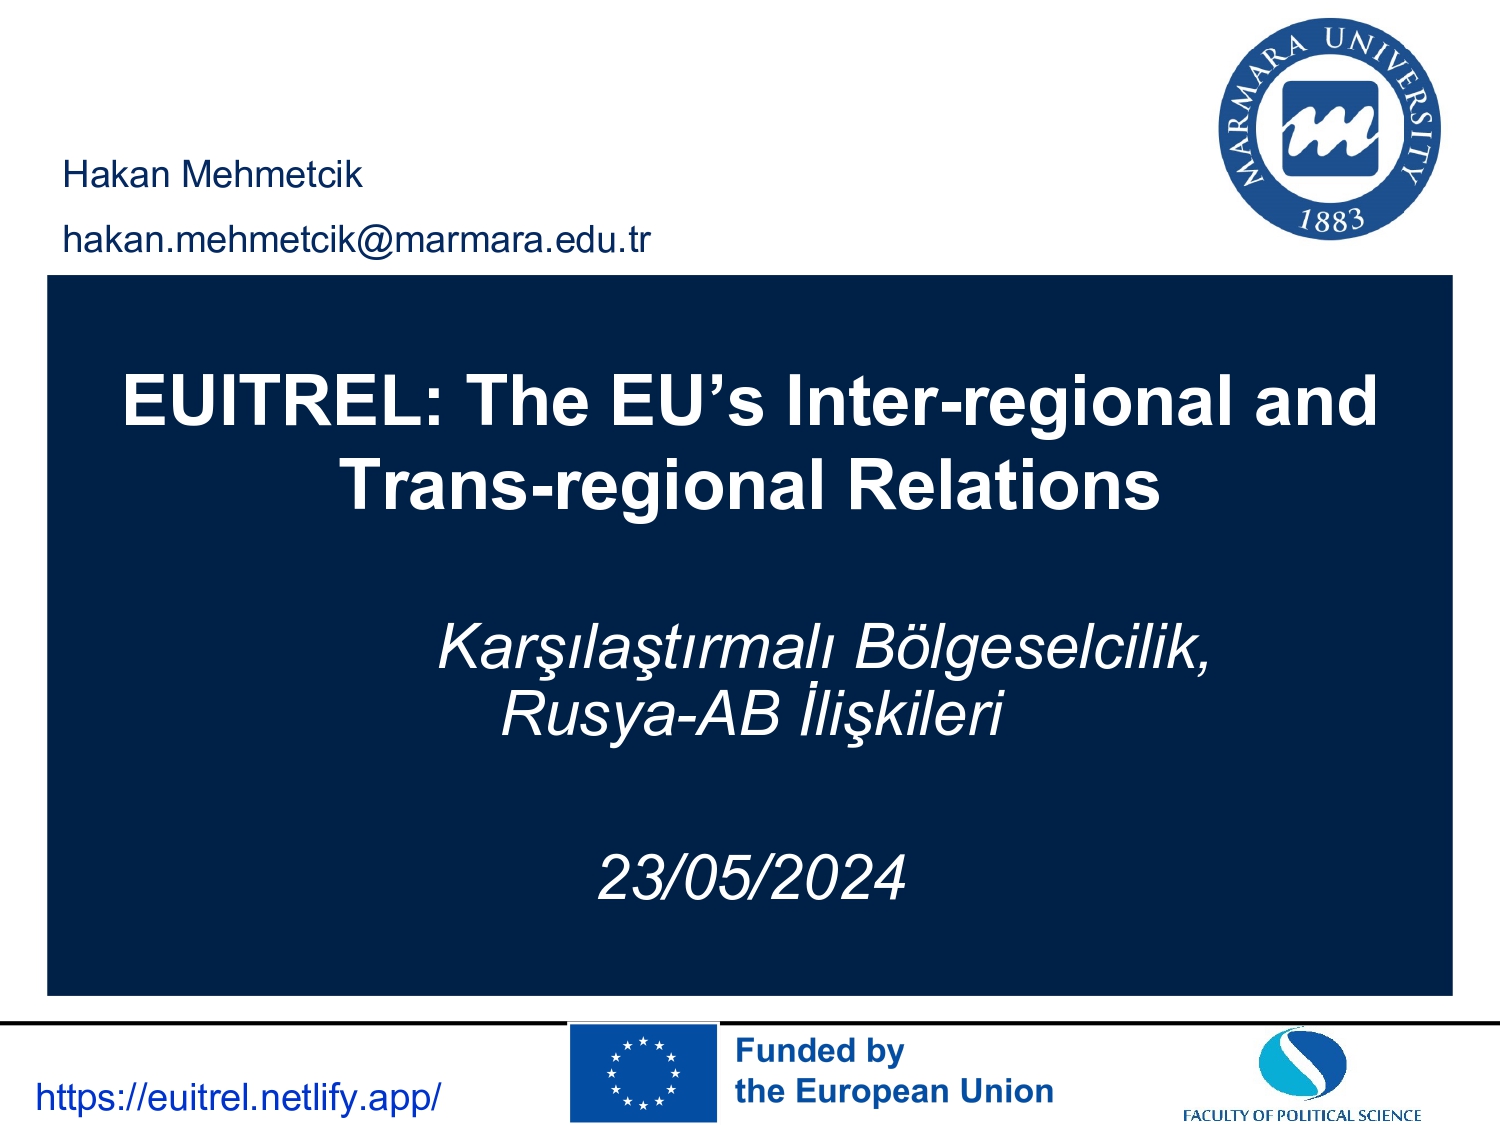 MARMARA UNIVERSITY
1883
Hakan Mehmetcik
hakan.mehmetcik@marmara.edu.tr
EUITREL: The EU’s Inter-regional and
Trans-regional Relations
Karşılaştırmalı Bölgeselcilik,
Rusya-AB İlişkileri
23/05/2024
https://euitrel.netlify.app/
Funded by
the European Union
FACULTY OF POLITICAL SCIENCE